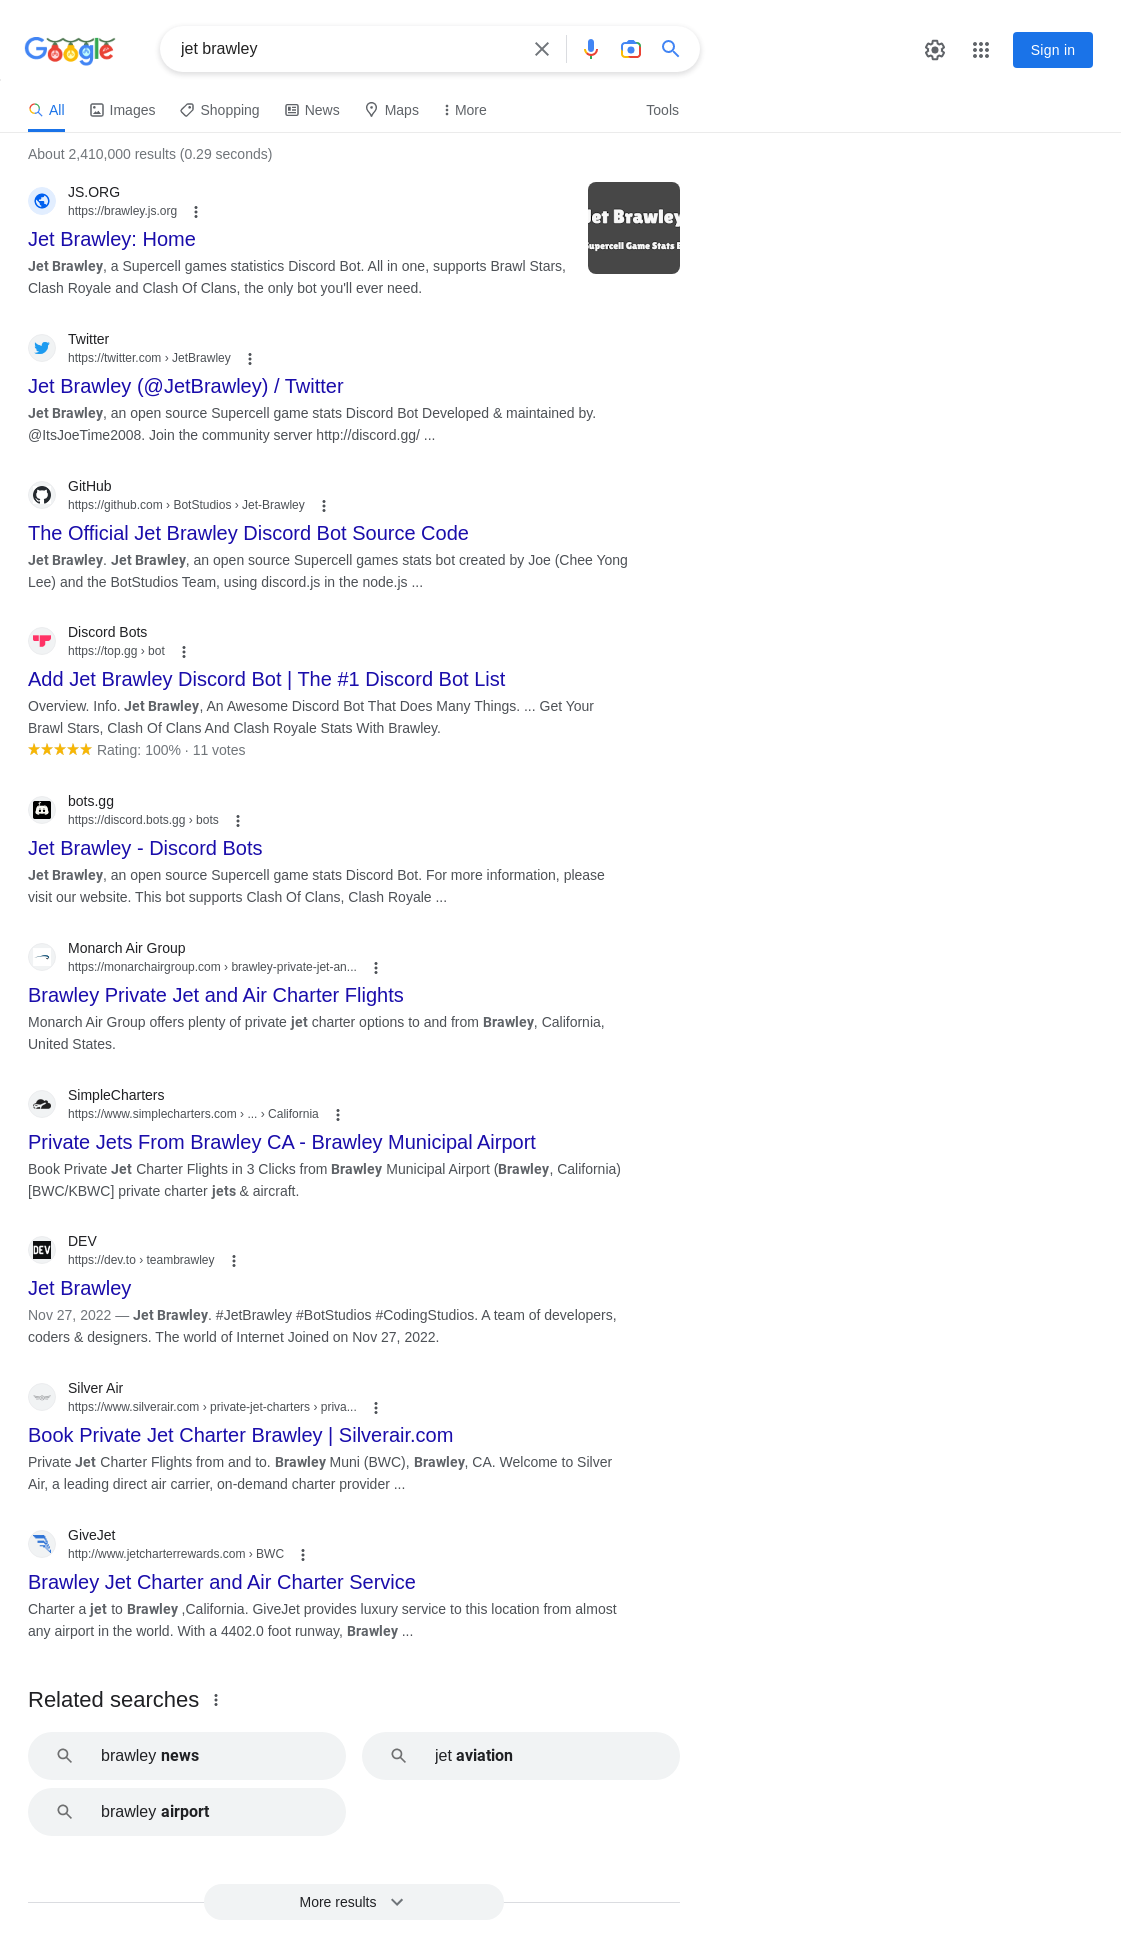 Google
jet brawley
Sign in
All
Images
Shopping
News
Maps
More
Tools
About 2,410,000 results (0.29 seconds)
JS.ORG
https://brawley.js.org
Jet Brawley: Home
Jet Brawley, a Supercell games statistics Discord Bot. All in one, supports Brawl Stars,
Clash Royale and Clash Of Clans, the only bot you'll ever need.
Jet Brawley
Supercell Game Stats B
Twitter
https://twitter.com › JetBrawley
Jet Brawley (@JetBrawley) / Twitter
Jet Brawley, an open source Supercell game stats Discord Bot Developed & maintained by.
@ItsJoeTime2008. Join the community server http://discord.gg/ ...
GitHub
https://github.com › BotStudios › Jet-Brawley
The Official Jet Brawley Discord Bot Source Code
Jet Brawley. Jet Brawley, an open source Supercell games stats bot created by Joe (Chee Yong
Lee) and the BotStudios Team, using discord.js in the node.js ...
Discord Bots
https://top.gg › bot
Add Jet Brawley Discord Bot | The #1 Discord Bot List
Overview. Info. Jet Brawley, An Awesome Discord Bot That Does Many Things. ... Get Your
Brawl Stars, Clash Of Clans And Clash Royale Stats With Brawley.
Rating: 100% · 11 votes
bots.gg
https://discord.bots.gg › bots
Jet Brawley - Discord Bots
Jet Brawley, an open source Supercell game stats Discord Bot. For more information, please
visit our website. This bot supports Clash Of Clans, Clash Royale ...
Monarch Air Group
https://monarchairgroup.com › brawley-private-jet-an...
Brawley Private Jet and Air Charter Flights
Monarch Air Group offers plenty of private jet charter options to and from Brawley, California,
United States.
SimpleCharters
https://www.simplecharters.com › ... › California
Private Jets From Brawley CA - Brawley Municipal Airport
Book Private Jet Charter Flights in 3 Clicks from Brawley Municipal Airport (Brawley, California)
[BWC/KBWC] private charter jets & aircraft.
DEV
DEV
https://dev.to › teambrawley
Jet Brawley
Nov 27, 2022 — Jet Brawley. #JetBrawley #BotStudios #CodingStudios. A team of developers,
coders & designers. The world of Internet Joined on Nov 27, 2022.
Silver Air
https://www.silverair.com › private-jet-charters › priva...
Book Private Jet Charter Brawley | Silverair.com
Private Jet Charter Flights from and to. Brawley Muni (BWC), Brawley, CA. Welcome to Silver
Air, a leading direct air carrier, on-demand charter provider ...
GiveJet
http://www.jetcharterrewards.com › BWC
Brawley Jet Charter and Air Charter Service
Charter a jet to Brawley ,California. GiveJet provides luxury service to this location from almost
any airport in the world. With a 4402.0 foot runway, Brawley ...
Related searches
brawley news
jet aviation
brawley airport
More results